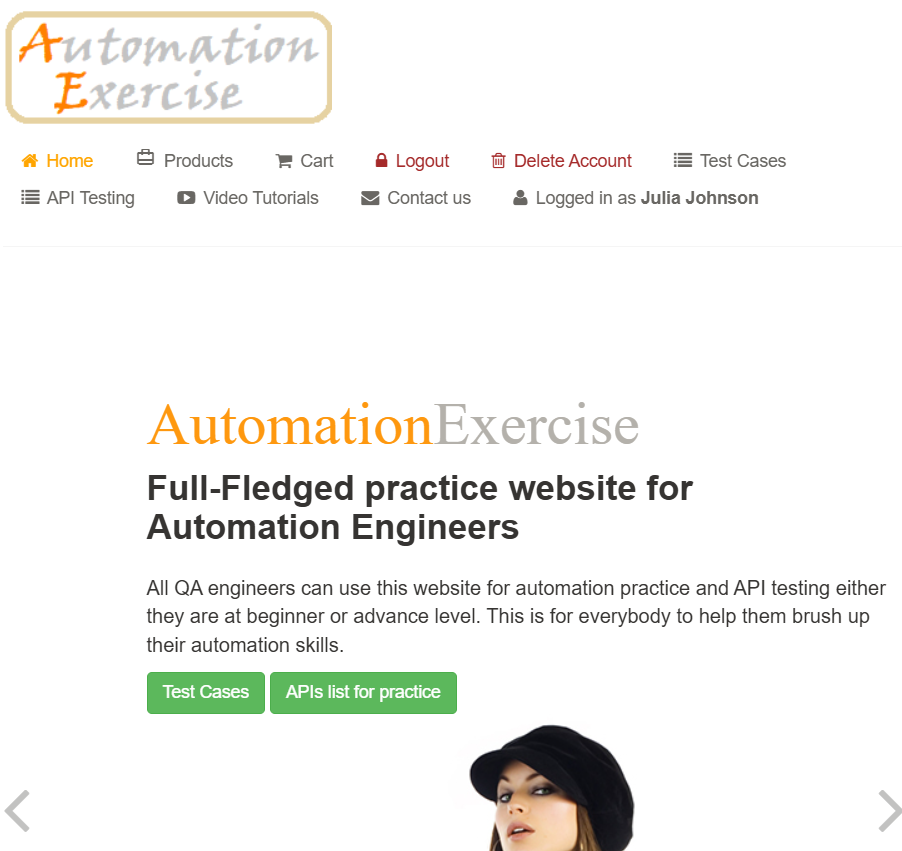 Automation
Exercise
Home Products Cart Logout Delete Account Test Cases
API Testing Video Tutorials Contact us Logged in as Julia Johnson
AutomationExercise
Full-Fledged practice website for
Automation Engineers
All QA engineers can use this website for automation practice and API testing either
they are at beginner or advance level. This is for everybody to help them brush up
their automation skills.
Test Cases APIs list for practice